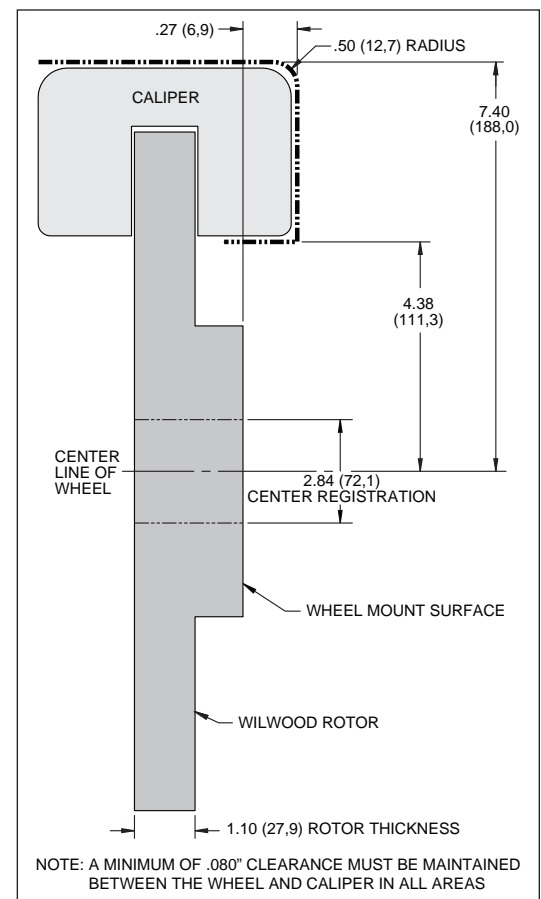 .27 (6,9)
.50 (12,7) RADIUS
CALIPER
7.40
(188,0)
4.38
(111,3)
CENTER
LINE OF
WHEEL
2.84 (72,1)
CENTER REGISTRATION
WHEEL MOUNT SURFACE
WILWOOD ROTOR
1.10 (27,9) ROTOR THICKNESS
NOTE: A MINIMUM OF .080" CLEARANCE MUST BE MAINTAINED
BETWEEN THE WHEEL AND CALIPER IN ALL AREAS